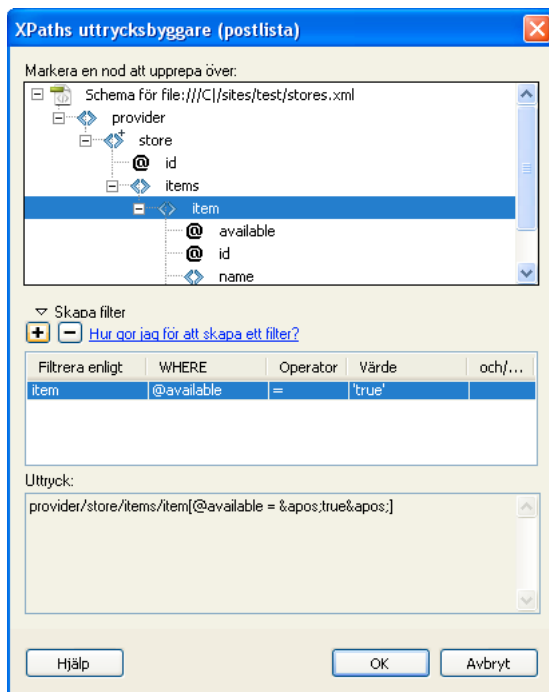 XPaths uttrycksbyggare (postlista)
Markera en nod att upprepa över:
Schema för file:///C|/sites/test/stores.xml
provider
store
@ id
items
item
@ available
@ id
name
Skapa filter
Hur gor jag för att skapa ett filter?
Filtrera enligt WHERE Operator Värde och/...
item @available = 'true'
Uttryck:
provider/store/items/item[@available = &apos;true&apos;]
Hjälp OK Avbryt